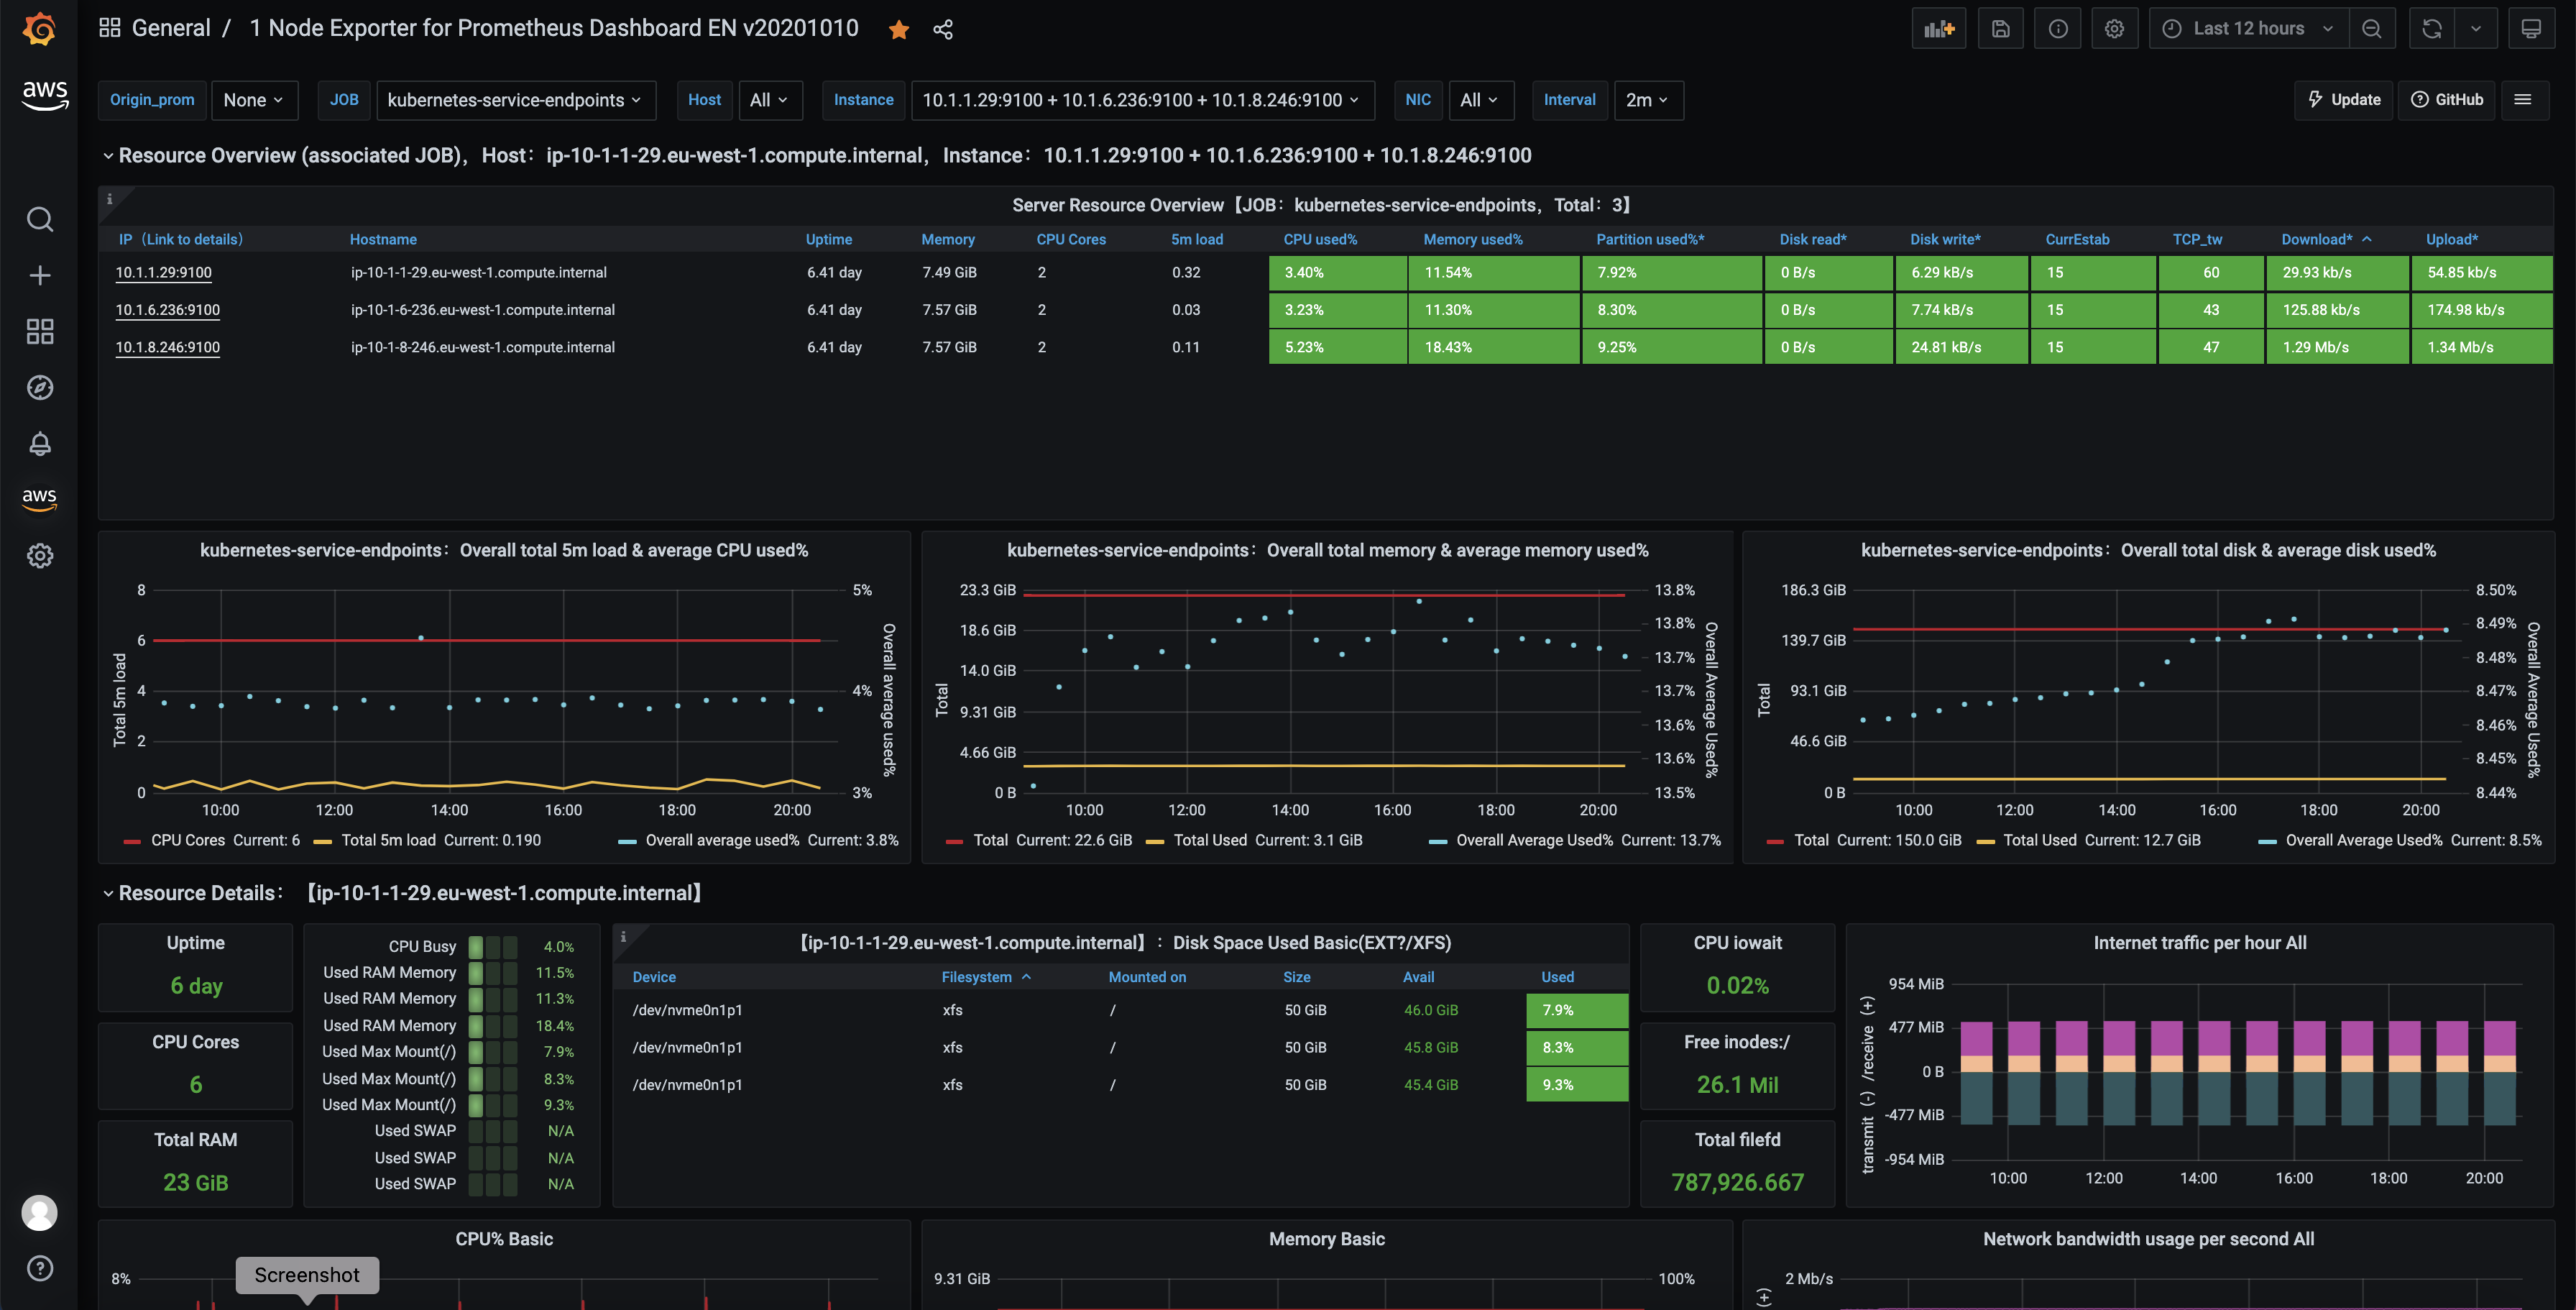 General / 1 Node Exporter for Prometheus Dashboard EN v20201010
Last 12 hours
aws
Origin_prom None JOB kubernetes-service-endpoints Host All Instance 10.1.1.29:9100 + 10.1.6.236:9100 + 10.1.8.246:9100 NIC All Interval 2m Update GitHub
Resource Overview (associated JOB)，Host：ip-10-1-1-29.eu-west-1.compute.internal，Instance：10.1.1.29:9100 + 10.1.6.236:9100 + 10.1.8.246:9100
i
Server Resource Overview【JOB：kubernetes-service-endpoints，Total：3】
IP（Link to details） Hostname Uptime Memory CPU Cores 5m load CPU used% Memory used% Partition used%* Disk read* Disk write* CurrEstab TCP_tw Download* Upload*
10.1.1.29:9100 ip-10-1-1-29.eu-west-1.compute.internal 6.41 day 7.49 GiB 2 0.32 3.40% 11.54% 7.92% 0 B/s 6.29 kB/s 15 60 29.93 kb/s 54.85 kb/s
10.1.6.236:9100 ip-10-1-6-236.eu-west-1.compute.internal 6.41 day 7.57 GiB 2 0.03 3.23% 11.30% 8.30% 0 B/s 7.74 kB/s 15 43 125.88 kb/s 174.98 kb/s
10.1.8.246:9100 ip-10-1-8-246.eu-west-1.compute.internal 6.41 day 7.57 GiB 2 0.11 5.23% 18.43% 9.25% 0 B/s 24.81 kB/s 15 47 1.29 Mb/s 1.34 Mb/s
aws
kubernetes-service-endpoints：Overall total 5m load & average CPU used%
8
6
4
2
0
Total 5m load
5%
4%
3%
Overall average used%
10:00 12:00 14:00 16:00 18:00 20:00
CPU Cores Current: 6 Total 5m load Current: 0.190 Overall average used% Current: 3.8%
kubernetes-service-endpoints：Overall total memory & average memory used%
23.3 GiB
18.6 GiB
14.0 GiB
9.31 GiB
4.66 GiB
0 B
Total
13.8%
13.8%
13.7%
13.7%
13.6%
13.6%
13.5%
Overall Average Used%
10:00 12:00 14:00 16:00 18:00 20:00
Total Current: 22.6 GiB Total Used Current: 3.1 GiB Overall Average Used% Current: 13.7%
kubernetes-service-endpoints：Overall total disk & average disk used%
186.3 GiB
139.7 GiB
93.1 GiB
46.6 GiB
0 B
Total
8.50%
8.49%
8.48%
8.47%
8.46%
8.45%
8.44%
Overall Average Used%
10:00 12:00 14:00 16:00 18:00 20:00
Total Current: 150.0 GiB Total Used Current: 12.7 GiB Overall Average Used% Current: 8.5%
Resource Details：【ip-10-1-1-29.eu-west-1.compute.internal】
Uptime
6 day
CPU Cores
6
Total RAM
23 GiB
CPU Busy 4.0%
Used RAM Memory 11.5%
Used RAM Memory 11.3%
Used RAM Memory 18.4%
Used Max Mount(/) 7.9%
Used Max Mount(/) 8.3%
Used Max Mount(/) 9.3%
Used SWAP N/A
Used SWAP N/A
Used SWAP N/A
i
【ip-10-1-1-29.eu-west-1.compute.internal】：Disk Space Used Basic(EXT?/XFS)
Device Filesystem Mounted on Size Avail Used
/dev/nvme0n1p1 xfs / 50 GiB 46.0 GiB 7.9%
/dev/nvme0n1p1 xfs / 50 GiB 45.8 GiB 8.3%
/dev/nvme0n1p1 xfs / 50 GiB 45.4 GiB 9.3%
CPU iowait
0.02%
Free inodes:/
26.1 Mil
Total filefd
787,926.667
Internet traffic per hour All
954 MiB
477 MiB
0 B
-477 MiB
-954 MiB
transmit（-）/receive（+）
10:00 12:00 14:00 16:00 18:00 20:00
CPU% Basic
8%
Screenshot
Memory Basic
9.31 GiB
100%
Network bandwidth usage per second All
2 Mb/s
(+)